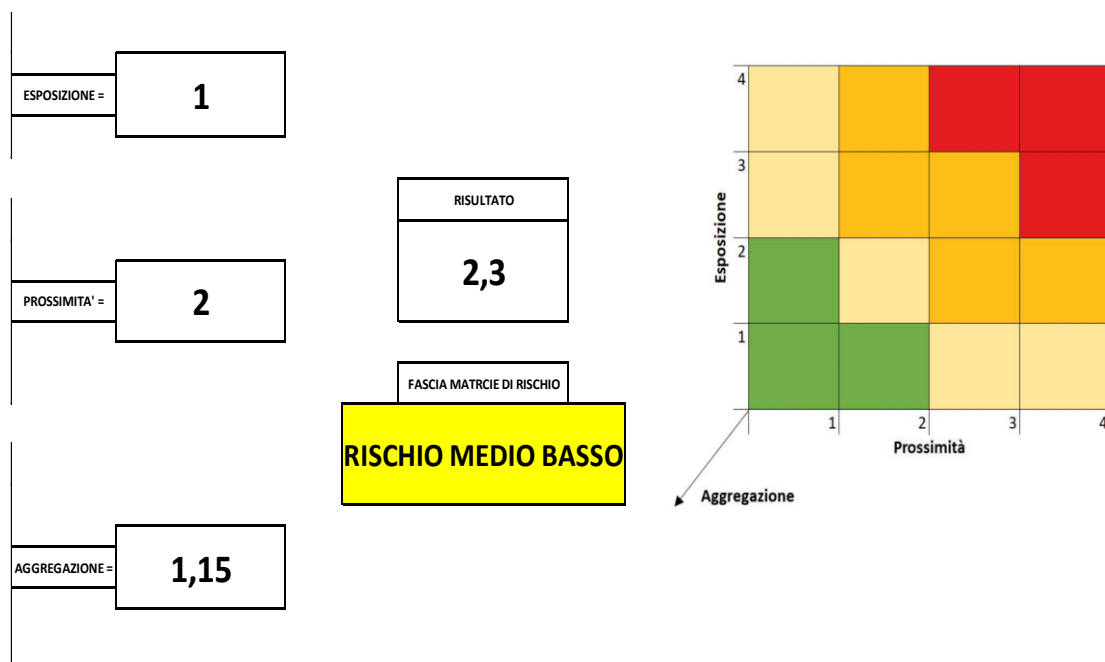 ESPOSIZIONE =
1
PROSSIMITA' =
2
AGGREGAZIONE =
1,15
RISULTATO
2,3
FASCIA MATRCIE DI RISCHIO
RISCHIO MEDIO BASSO
Esposizione
4
3
2
1
1
2
3
4
Prossimità
Aggregazione